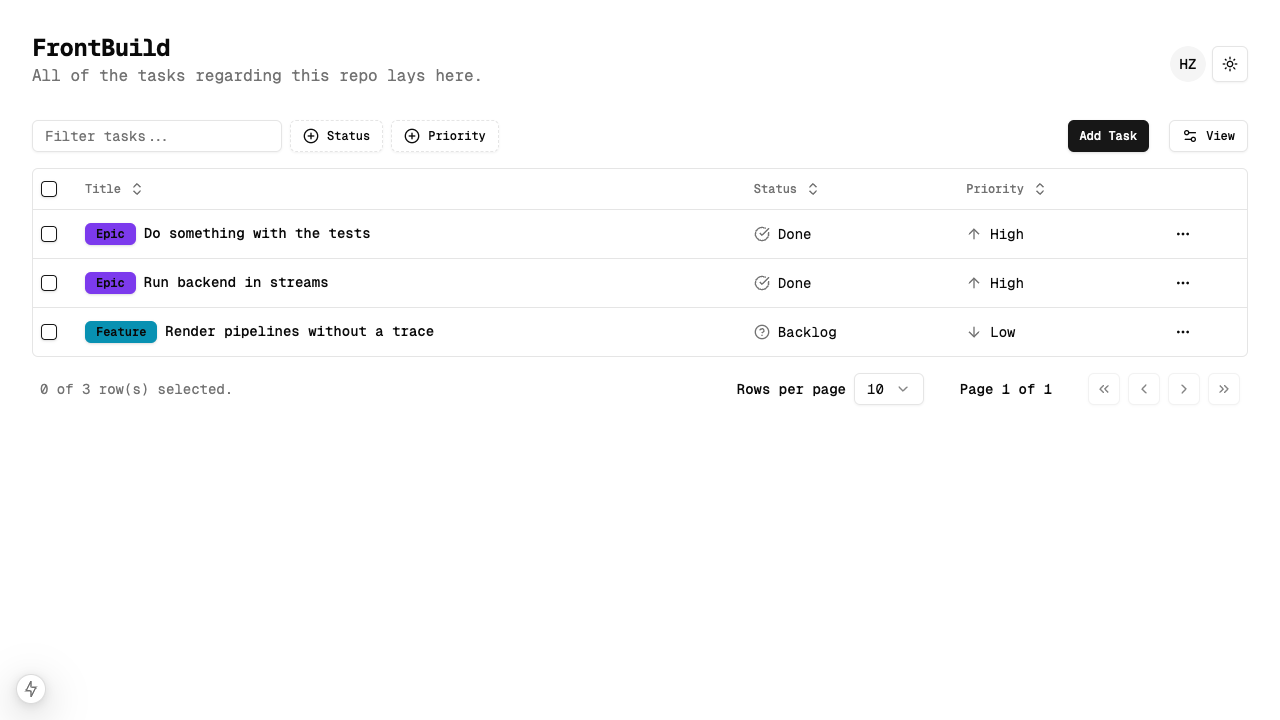 FrontBuild
All of the tasks regarding this repo lays here.
HZ
Filter tasks...
Status
Priority
Add Task
View
Title
Status
Priority
Epic Do something with the tests Done High
Epic Run backend in streams Done High
Feature Render pipelines without a trace Backlog Low
0 of 3 row(s) selected.
Rows per page 10
Page 1 of 1